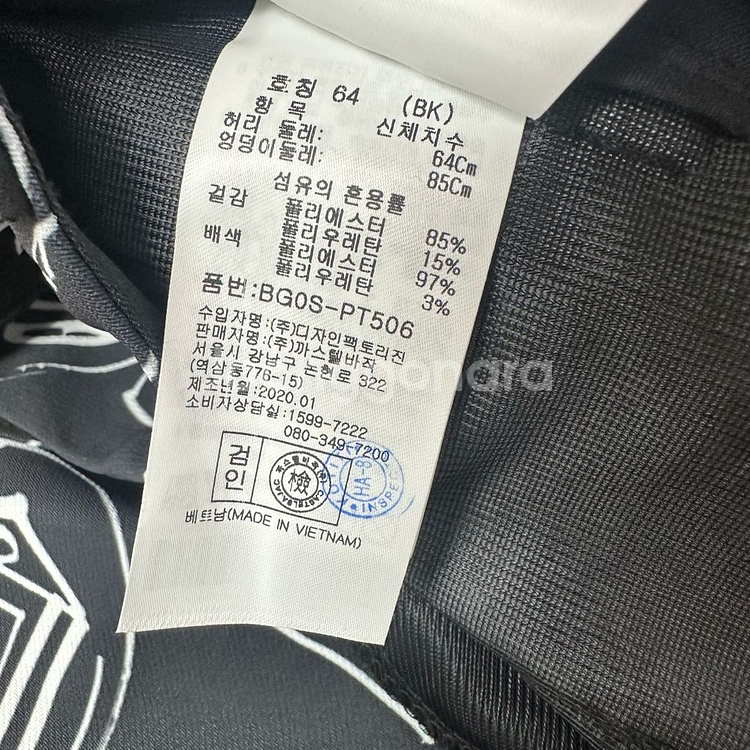 호칭 64 (BK)
항 목 신체치수
허리 둘레: 64Cm
엉덩이둘레: 85Cm
섬유의 혼용률
겉감 폴리에스터 85%
폴리우레탄 15%
배색 폴리에스터 97%
폴리우레탄 3%
품번:BG0S-PT506
수입자명:(주)디자인팩토리진
판매자명:(주)까스텔바작
서울시 강남구 논현로 322
(역삼동776-15)
제조년월:2020.01
소비자상담실:1599-7222
080-349-7200
검인
檢
CASTELBAJAC
HA-8
INSPE
베트남(MADE IN VIETNAM)